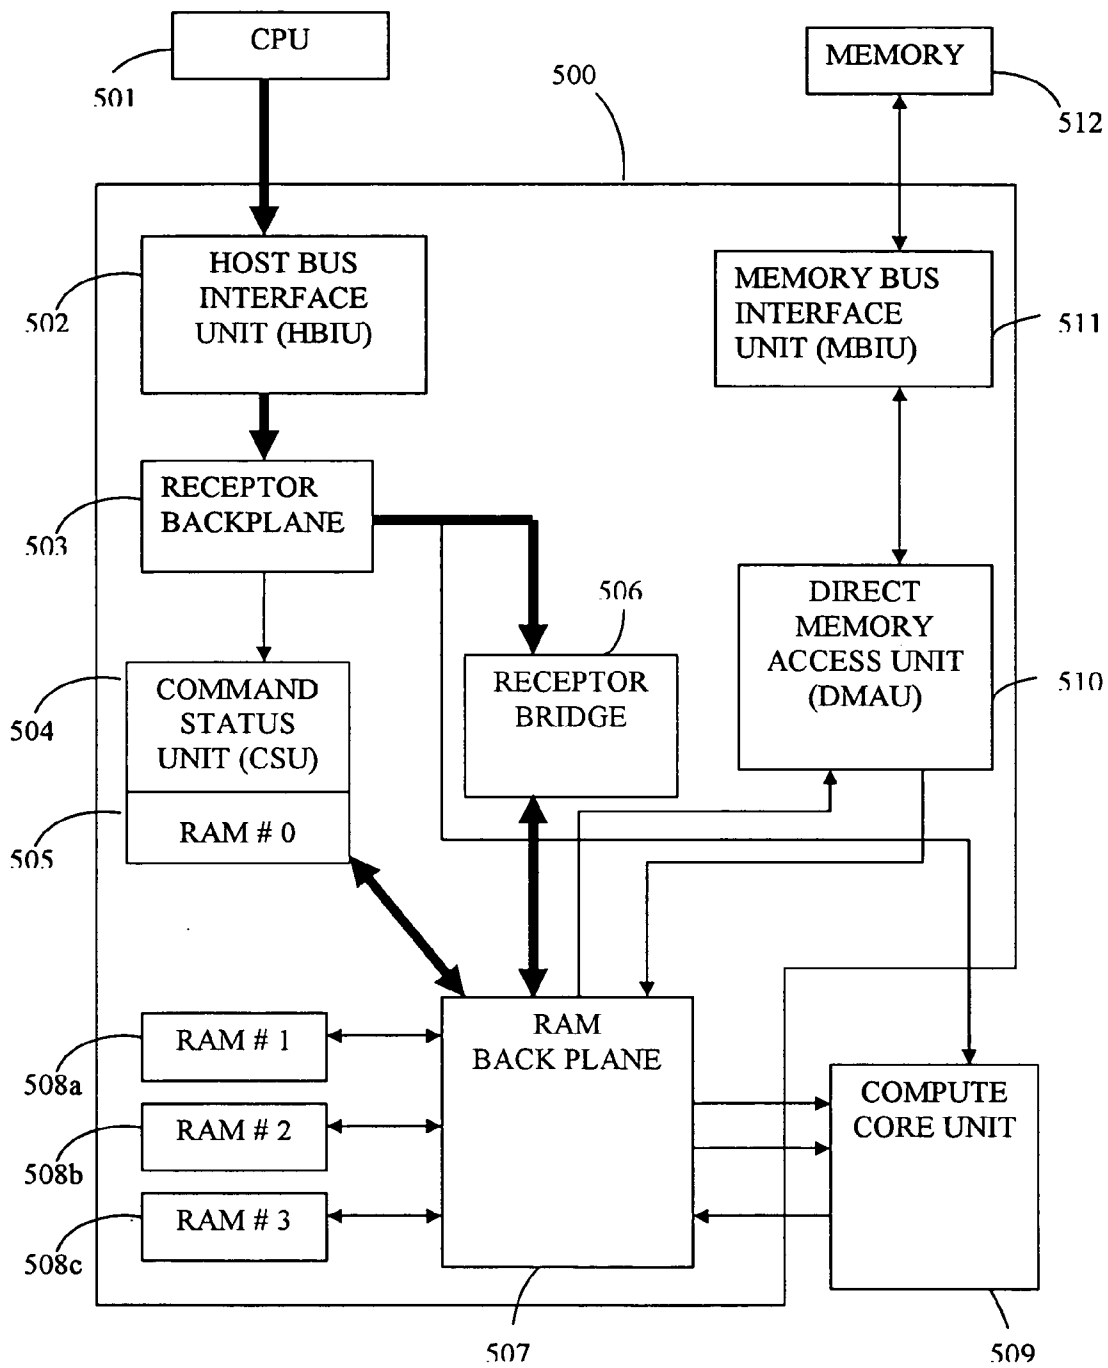 CPU
501
MEMORY
512
500
HOST BUS
INTERFACE
UNIT (HBIU)
502
MEMORY BUS
INTERFACE
UNIT (MBIU)
511
RECEPTOR
BACKPLANE
503
506
DIRECT
MEMORY
ACCESS UNIT
(DMAU)
510
COMMAND
STATUS
UNIT (CSU)
504
RECEPTOR
BRIDGE
RAM # 0
505
RAM
BACK PLANE
RAM # 1
508a
RAM # 2
508b
RAM # 3
508c
COMPUTE
CORE UNIT
507
509